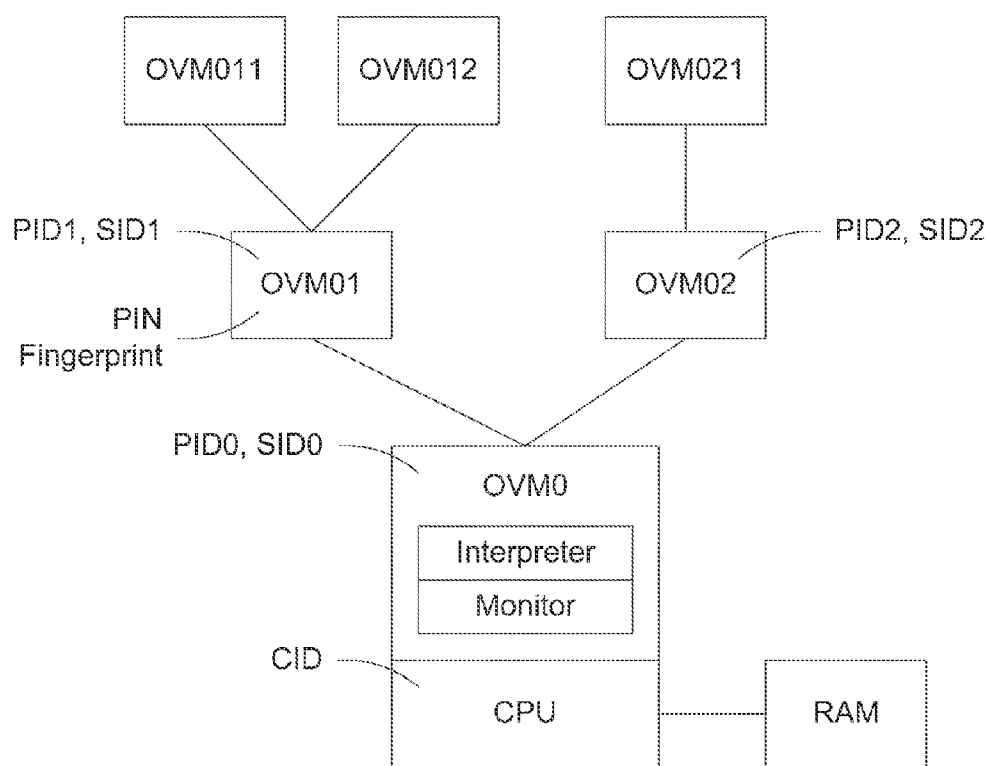 OVM011
OVM012
OVM021
PID1, SID1
PID2, SID2
OVM01
OVM02
PIN
Fingerprint
PID0, SID0
OVM0
Interpreter
Monitor
CID
CPU
RAM